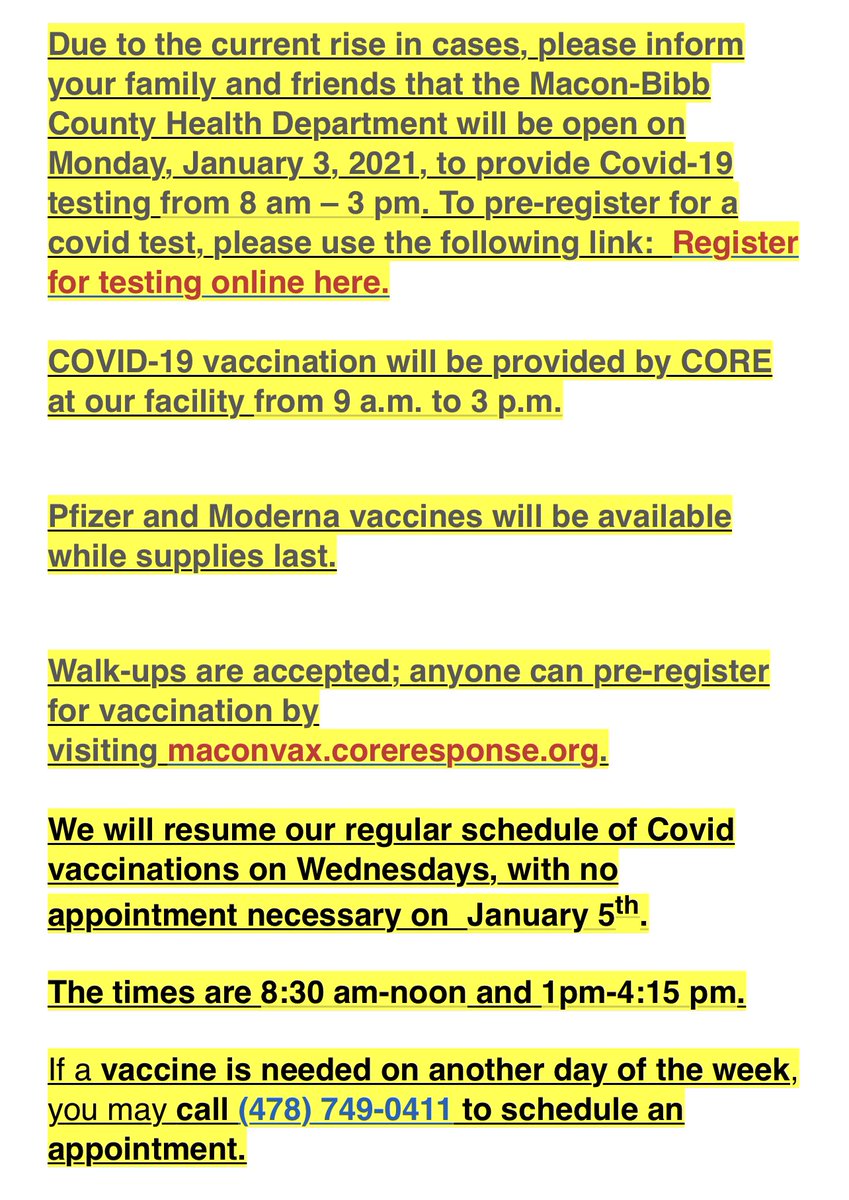 Due to the current rise in cases, please inform
your family and friends that the Macon-Bibb
County Health Department will be open on
Monday, January 3, 2021, to provide Covid-19
testing from 8 am – 3 pm. To pre-register for a
covid test, please use the following link:  Register
for testing online here.
COVID-19 vaccination will be provided by CORE
at our facility from 9 a.m. to 3 p.m.
Pfizer and Moderna vaccines will be available
while supplies last.
Walk-ups are accepted; anyone can pre-register
for vaccination by
visiting maconvax.coreresponse.org.
We will resume our regular schedule of Covid
vaccinations on Wednesdays, with no
appointment necessary on  January 5th.
The times are 8:30 am-noon and 1pm-4:15 pm.
If a vaccine is needed on another day of the week,
you may call (478) 749-0411 to schedule an
appointment.